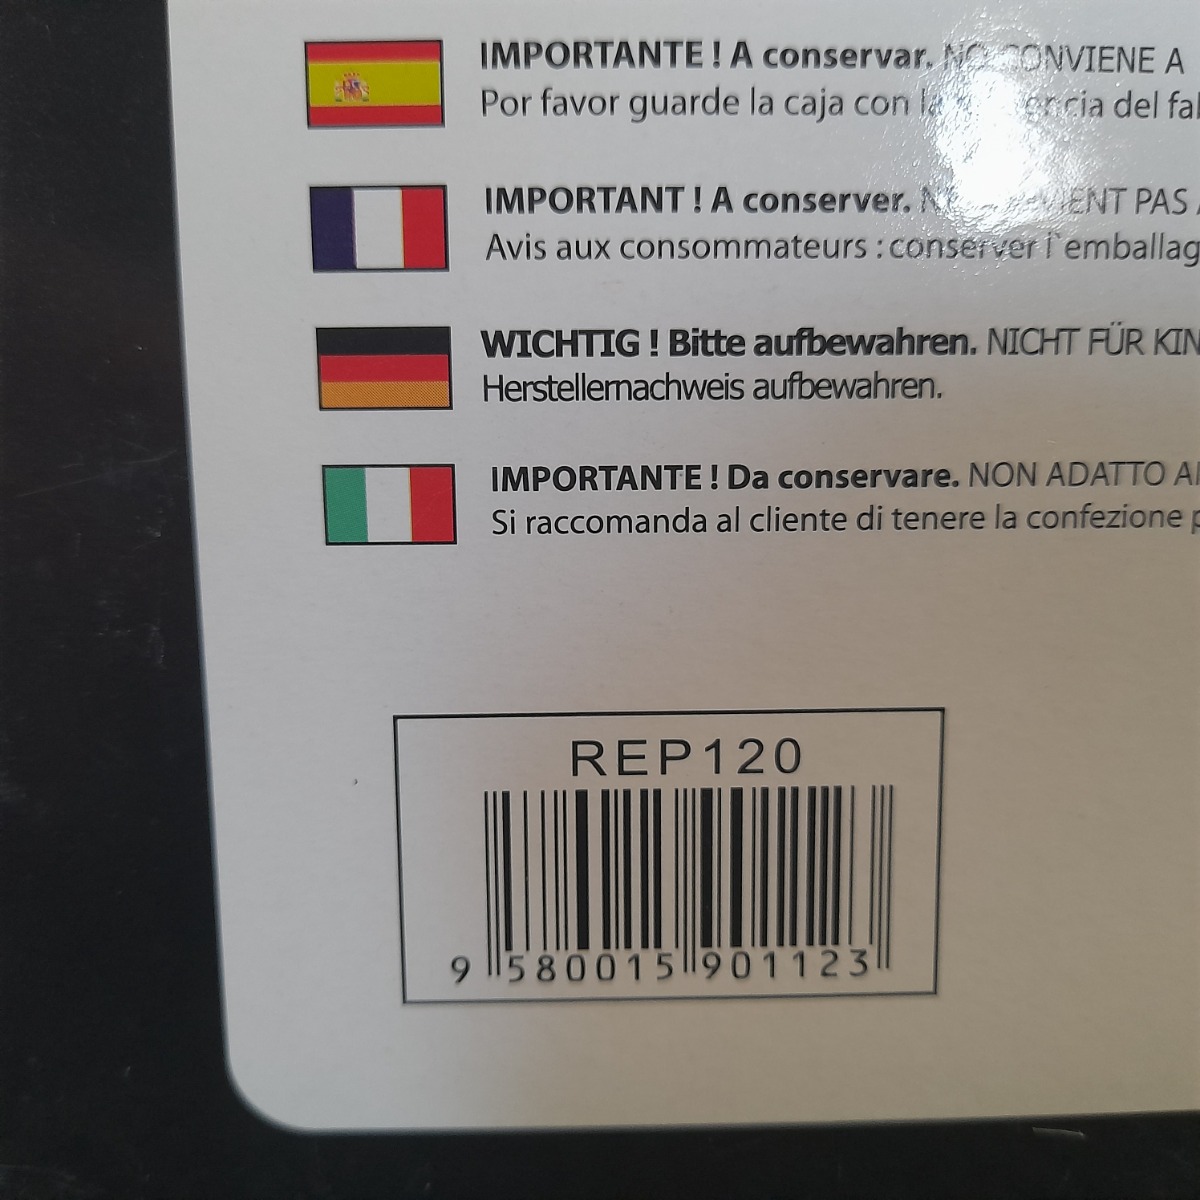 IMPORTANTE ! A conservar. NO CONVIENE A
Por favor guarde la caja con la del
IMPORTANT ! A conserver. PAS
Avis aux consommateurs : conserver l`emballag
WICHTIG ! Bitte aufbewahren. NICHT FÜR KIN
Herstellernachweis aufbewahren.
IMPORTANTE ! Da conservare. NON ADATTO
Si raccomanda al cliente di tenere la confezione
REP120
9 580015 901123